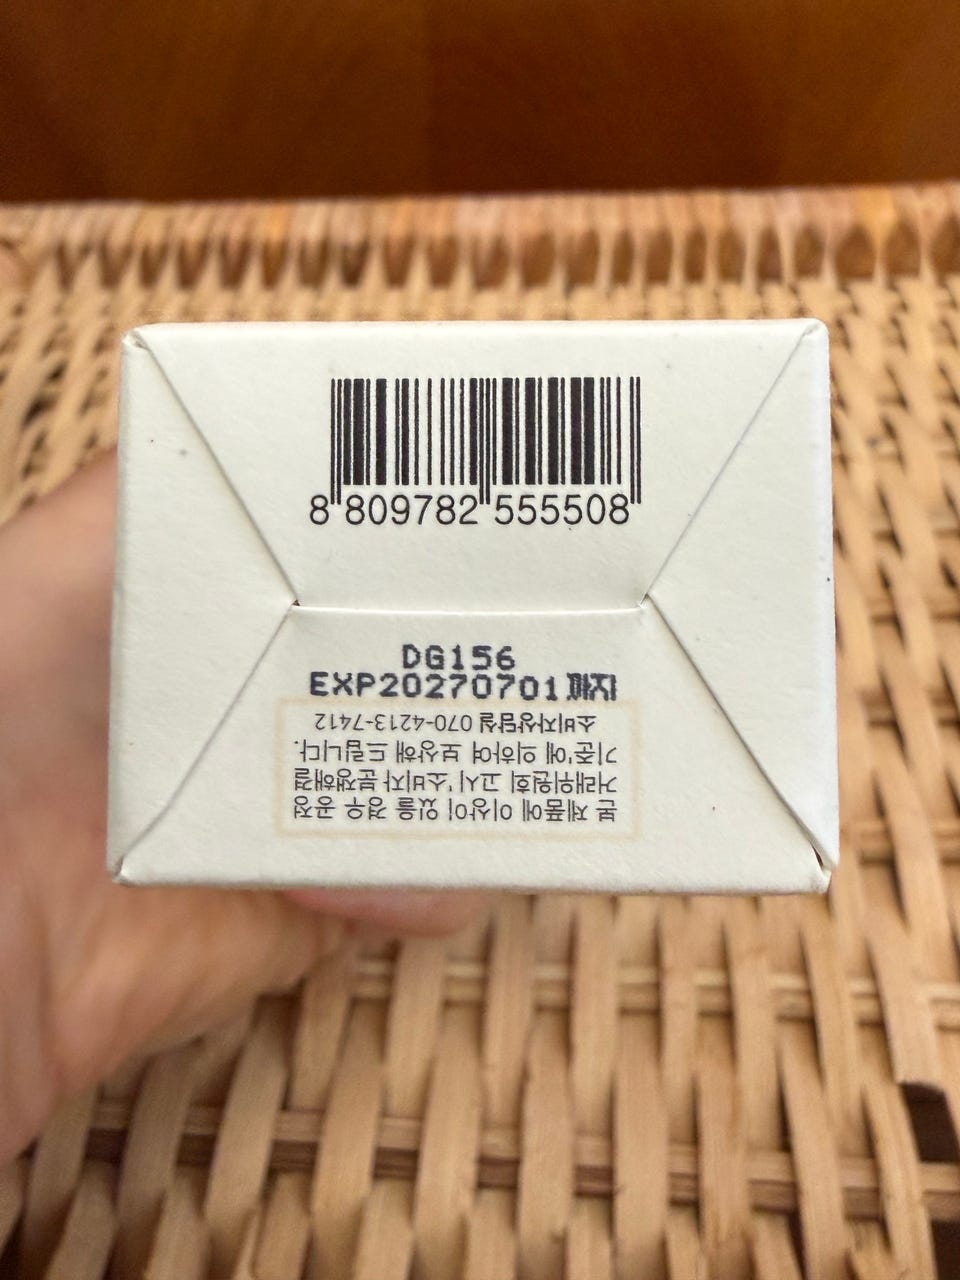 8 809782 555508
DG156
EXP20270701까지
본 제품에 이상이 있을 경우 공정
거래위원회 고시 '소비자 분쟁해결
기준'에 의하여 보상해 드립니다.
소비자상담실 070-4213-7412